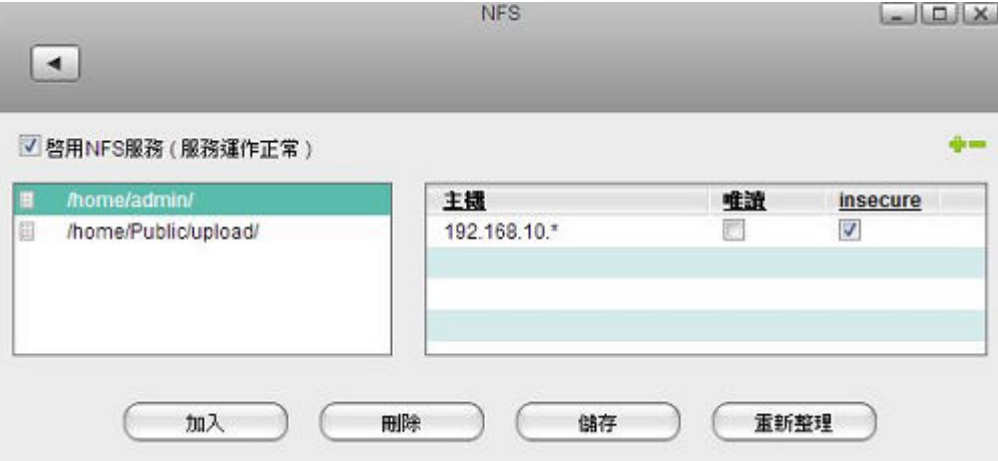 NFS
啓用NFS服務 ( 服務運作正常 )
/home/admin/
/home/Public/upload/
主機 唯讀 insecure
192.168.10.*
加入 刪除 儲存 重新整理